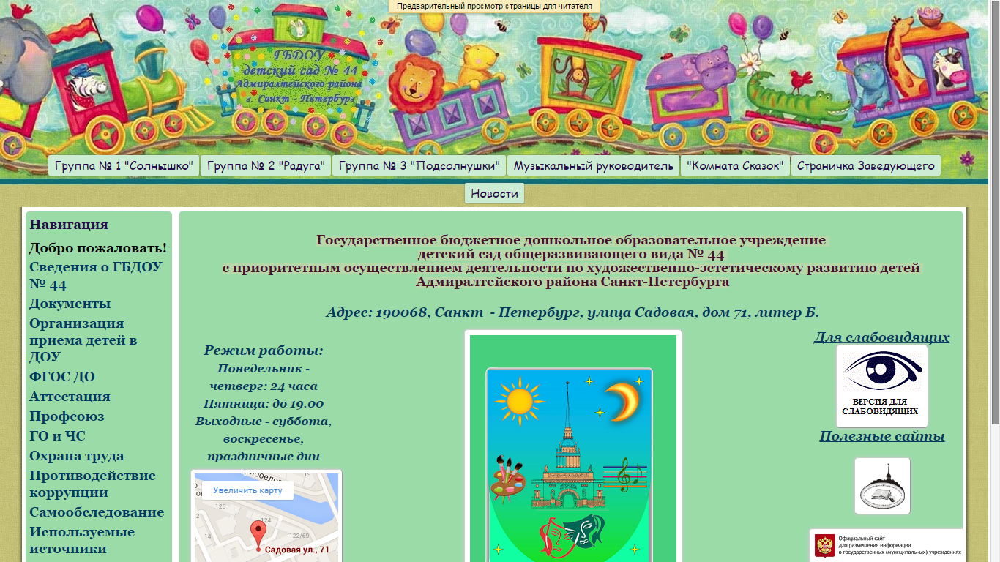 Предварительный просмотр страницы для читателя
ГБДОУ
детский сад № 44
Адмиралтейского района
г. Санкт - Петербург
Группа № 1 "Солнышко"
Группа № 2 "Радуга"
Группа № 3 "Подсолнушки"
Музыкальный руководитель
"Комната Сказок"
Страничка Заведующего
Новости
Навигация
Добро пожаловать!
Сведения о ГБДОУ
№ 44
Документы
Организация
приема детей в
ДОУ
ФГОС ДО
Аттестация
Профсоюз
ГО и ЧС
Охрана труда
Противодействие
коррупции
Самообследование
Используемые
источники
Государственное бюджетное дошкольное образовательное учреждение
детский сад общеразвивающего вида № 44
с приоритетным осуществлением деятельности по художественно-эстетическому развитию детей
Адмиралтейского района Санкт-Петербурга
Адрес: 190068, Санкт - Петербург, улица Садовая, дом 71, литер Б.
Режим работы:
Понедельник -
четверг: 24 часа
Пятница: до 19.00
Выходные - суббота,
воскресенье,
праздничные дни
Увеличить карту
126
124
122/69
Садовая ул., 71
Для слабовидящих
ВЕРСИЯ ДЛЯ
СЛАБОВИДЯЩИХ
Полезные сайты
Официальный сайт
для размещения информации
о государственных (муниципальных) учреждениях